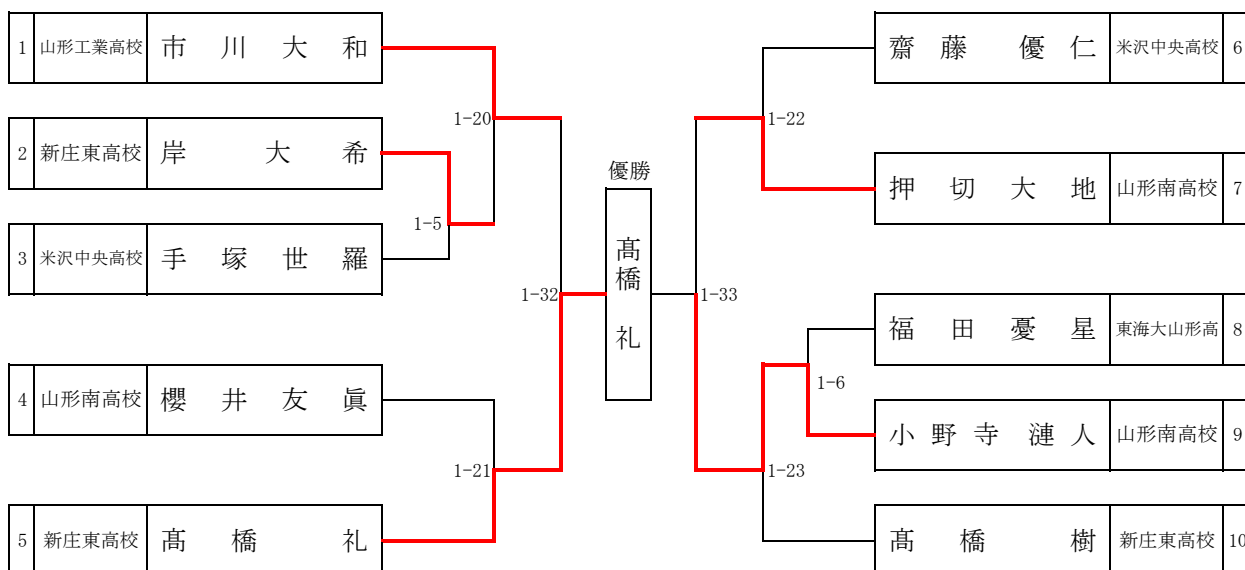 1 山形工業高校 市川大和
2 新庄東高校 岸大希
3 米沢中央高校 手塚世羅
4 山形南高校 櫻井友眞
5 新庄東高校 髙橋礼
1-20
1-5
1-32
1-21
優勝
髙橋礼
1-22
1-33
1-6
1-23
齋藤優仁 米沢中央高校 6
押切大地 山形南高校 7
福田憂星 東海大山形高 8
小野寺漣人 山形南高校 9
髙橋樹 新庄東高校 10